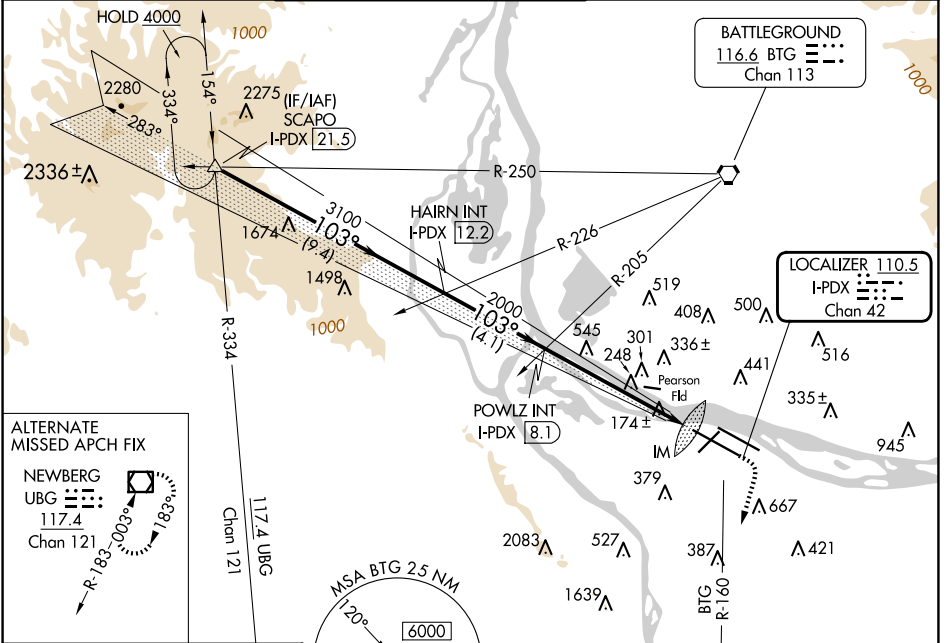 HOLD 4000
1000
154°
334°
2280
283°
2275
(IF/IAF)
SCAPO
I-PDX 21.5
2336 ±
BATTLEGROUND
116.6 BTG
Chan 113
1000
R-250
3100
103°
(9.4)
1674
HAIRN INT
I-PDX 12.2
R-226
R-205
1498
1000
2000
103°
(4.1)
LOCALIZER 110.5
I-PDX
Chan 42
519
408
500
545
301
336 ±
516
248
441
Pearson
Fld
174 ±
335 ±
945
R-334
POWLZ INT
I-PDX 8.1
IM
379
667
ALTERNATE
MISSED APCH FIX
NEWBERG
UBG
117.4
Chan 121
183°
R-183
003°
117.4 UBG
Chan 121
2083
527
387
421
1639
BTG
R-160
MSA BTG 25 NM
120°
6000